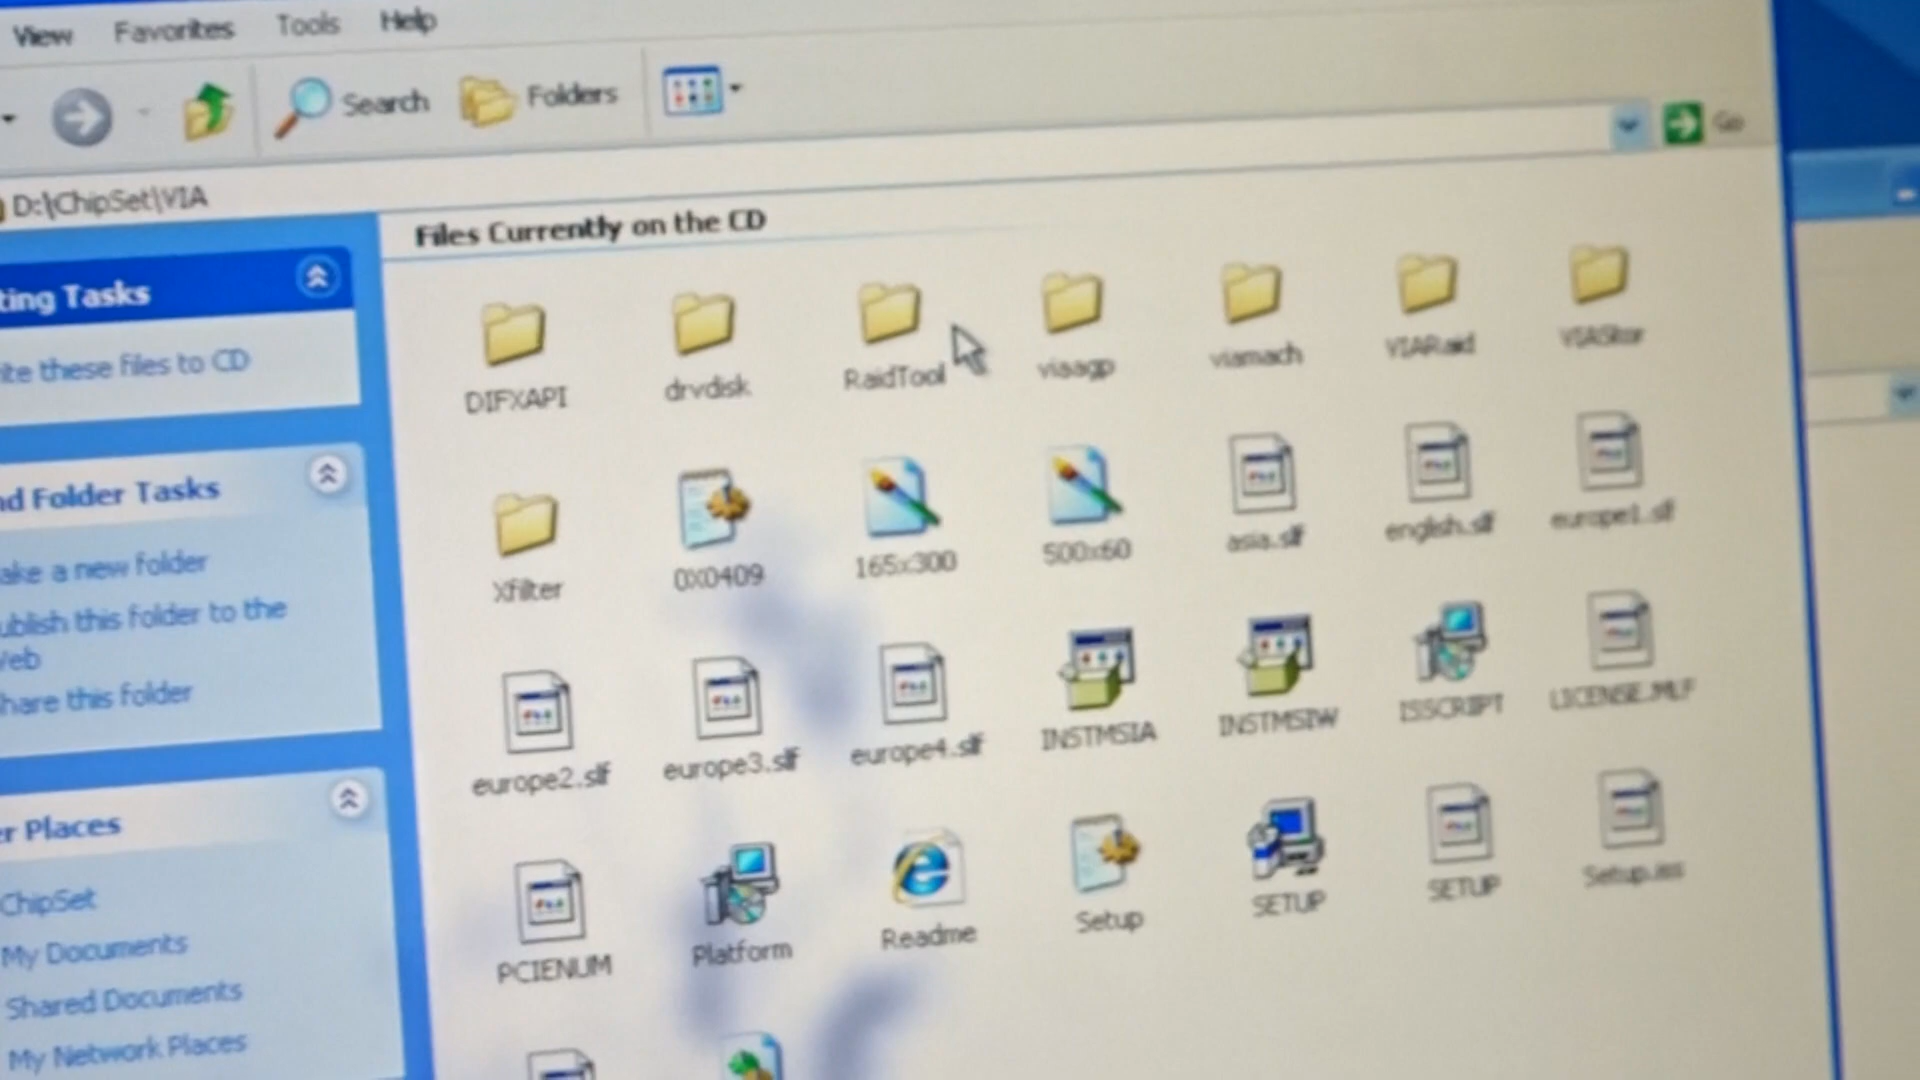 View Favorites Tools Help
Search Folders
Go
D:\ChipSet\VIA
Files Currently on the CD
ting Tasks
ite these files to CD
nd Folder Tasks
ake a new folder
ublish this folder to the
Web
hare this folder
er Places
ChipSet
My Documents
Shared Documents
My Network Places
DIFXAPI drvdisk RaidTool viaagp viamach VIARaid VIAStor
Xfilter 0X0409 165x300 500x60 asia.slf english.slf europe1.slf
europe2.slf europe3.slf europe4.slf INSTMSIA INSTMSIW ISSCRIPT LICENSE.MLF
PCIENUM Platform Readme Setup SETUP SETUP Setup.iss